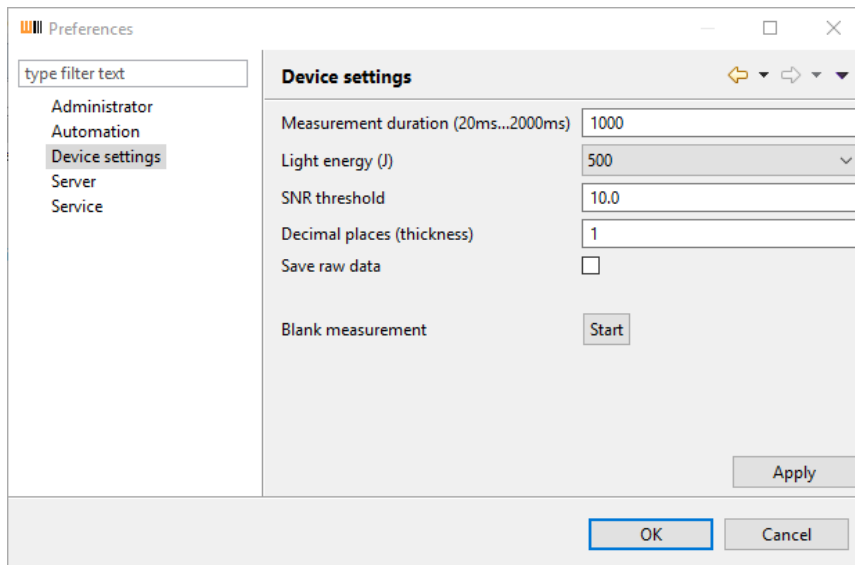 Preferences
type filter text
Administrator
Automation
Device settings
Server
Service
Device settings
Measurement duration (20ms...2000ms) 1000
Light energy (J) 500
SNR threshold 10.0
Decimal places (thickness) 1
Save raw data
Blank measurement Start
Apply
OK Cancel